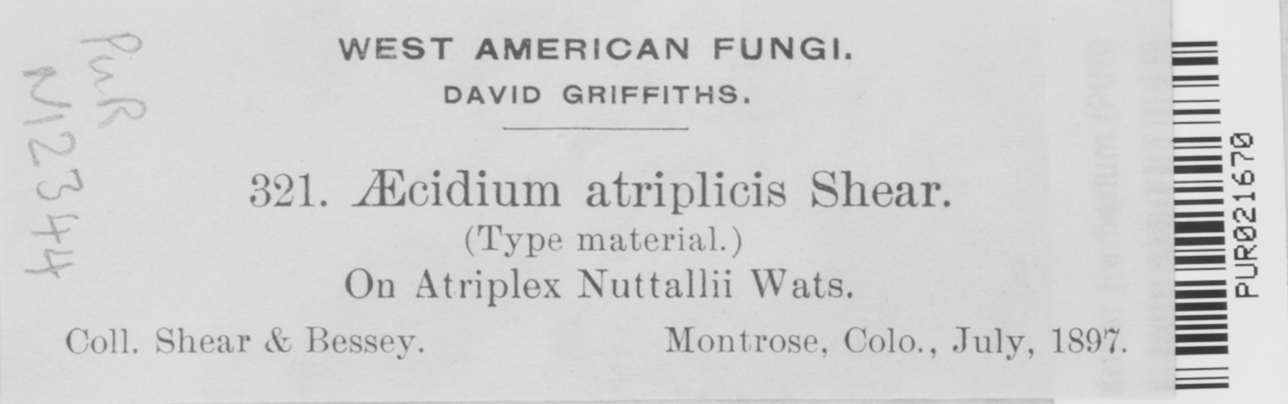 WEST AMERICAN FUNGI.
DAVID GRIFFITHS.
321. Æcidium atriplicis Shear.
(Type material.)
On Atriplex Nuttallii Wats.
Coll. Shear & Bessey. Montrose, Colo., July, 1897.
PUR
N12344
PUR021670